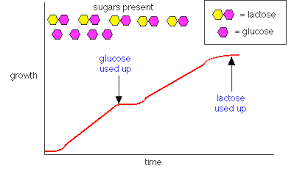 sugars present
= lactose
= glucose
glucose
used up
growth
lactose
used up
time